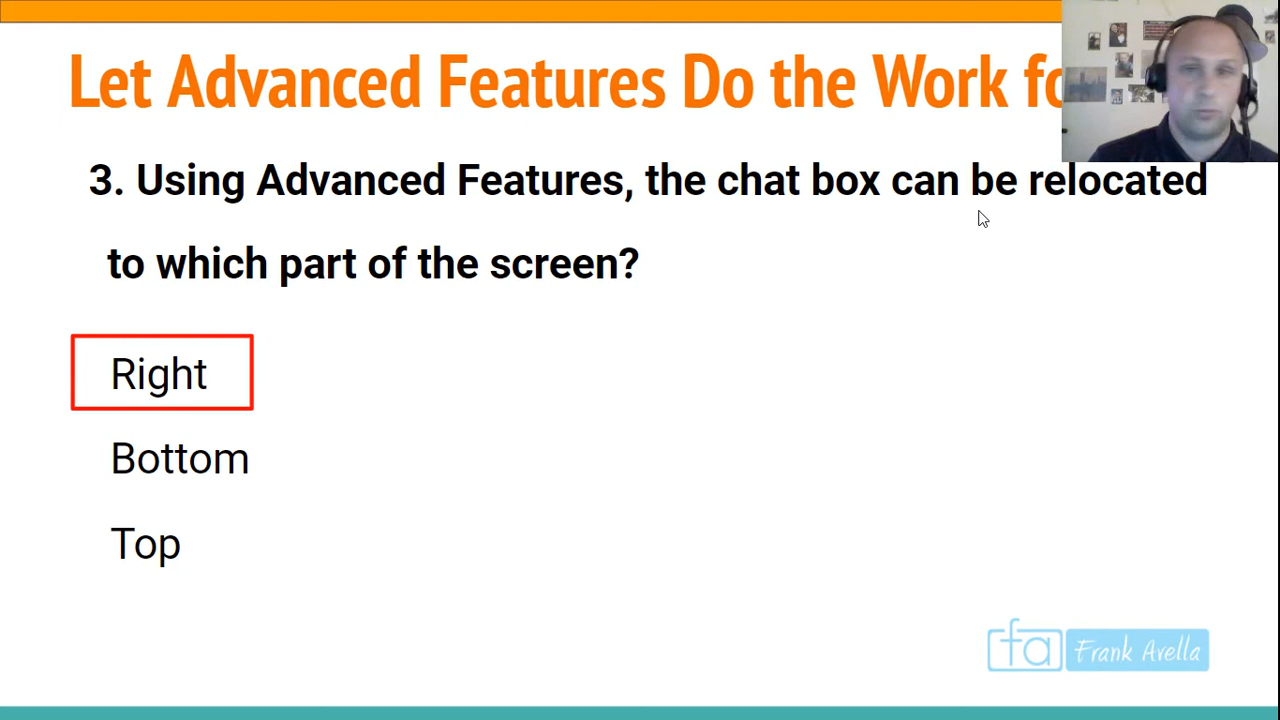 Let Advanced Features Do the Work
3. Using Advanced Features, the chat box can be relocated
to which part of the screen?
Right
Bottom
Top
fa Frank Avella